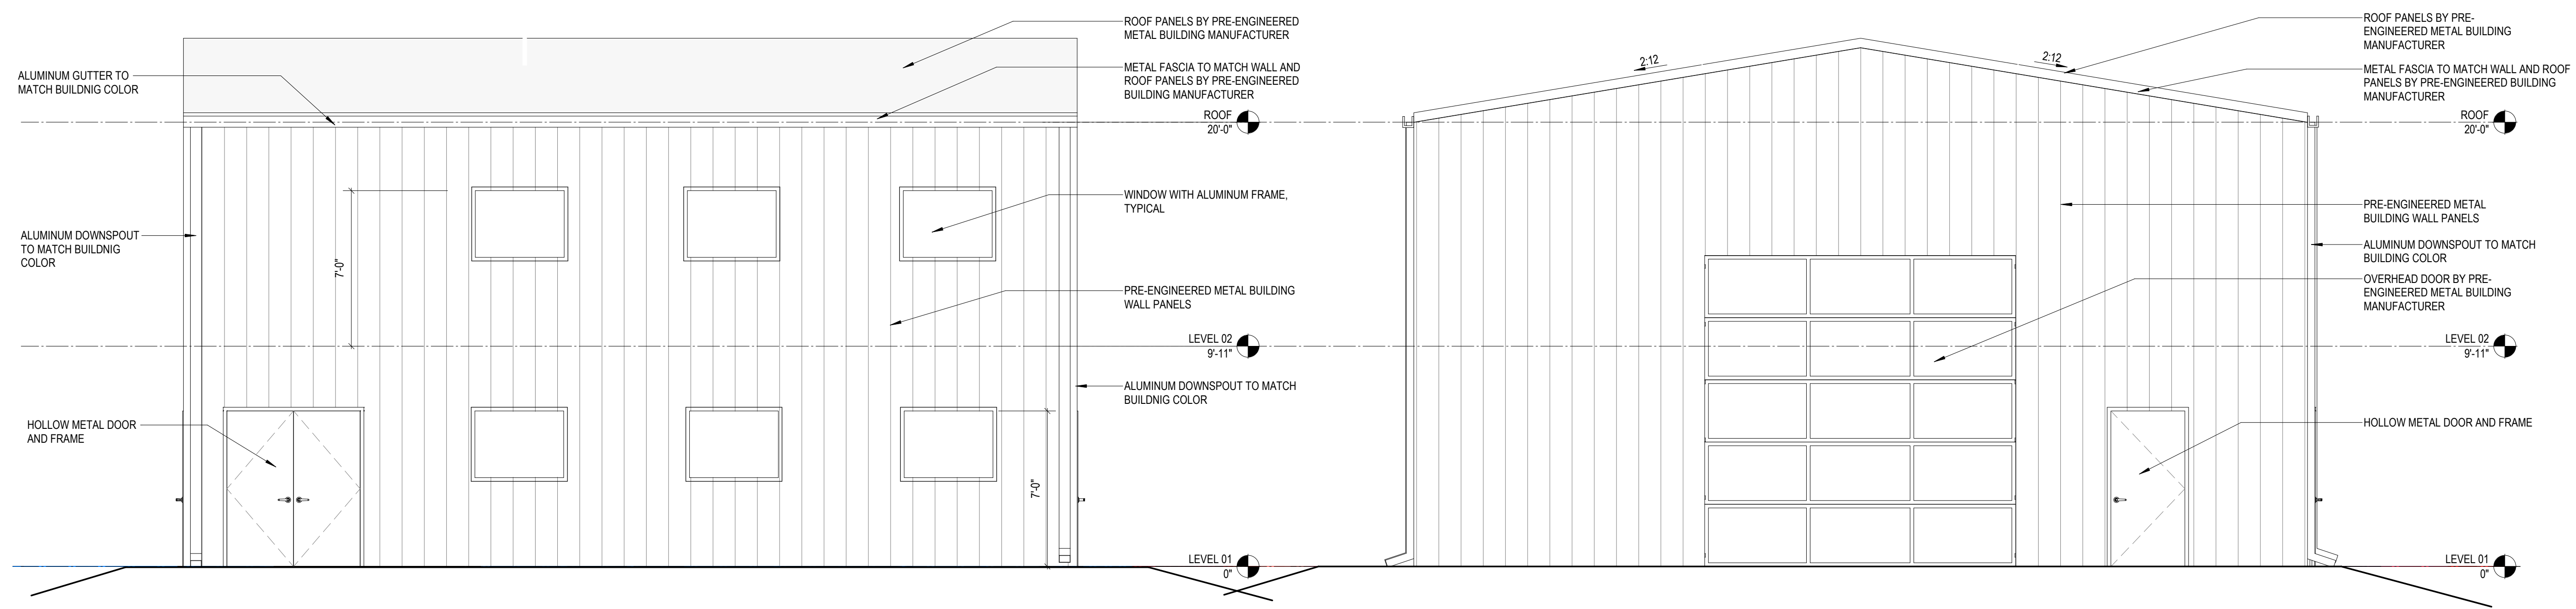 ROOF PANELS BY PRE-ENGINEERED
METAL BUILDING MANUFACTURER
ALUMINUM GUTTER TO
MATCH BUILDNIG COLOR
METAL FASCIA TO MATCH WALL AND
ROOF PANELS BY PRE-ENGINEERED
BUILDING MANUFACTURER
ROOF
20'-0"
WINDOW WITH ALUMINUM FRAME,
TYPICAL
ALUMINUM DOWNSPOUT
TO MATCH BUILDNIG
COLOR
7'-0"
PRE-ENGINEERED METAL BUILDING
WALL PANELS
LEVEL 02
9'-11"
ALUMINUM DOWNSPOUT TO MATCH
BUILDNIG COLOR
HOLLOW METAL DOOR
AND FRAME
7'-0"
LEVEL 01
0"
2:12
2:12
ROOF PANELS BY PRE-
ENGINEERED METAL BUILDING
MANUFACTURER
METAL FASCIA TO MATCH WALL AND ROOF
PANELS BY PRE-ENGINEERED BUILDING
MANUFACTURER
ROOF
20'-0"
PRE-ENGINEERED METAL
BUILDING WALL PANELS
ALUMINUM DOWNSPOUT TO MATCH
BUILDING COLOR
OVERHEAD DOOR BY PRE-
ENGINEERED METAL BUILDING
MANUFACTURER
LEVEL 02
9'-11"
HOLLOW METAL DOOR AND FRAME
LEVEL 01
0"